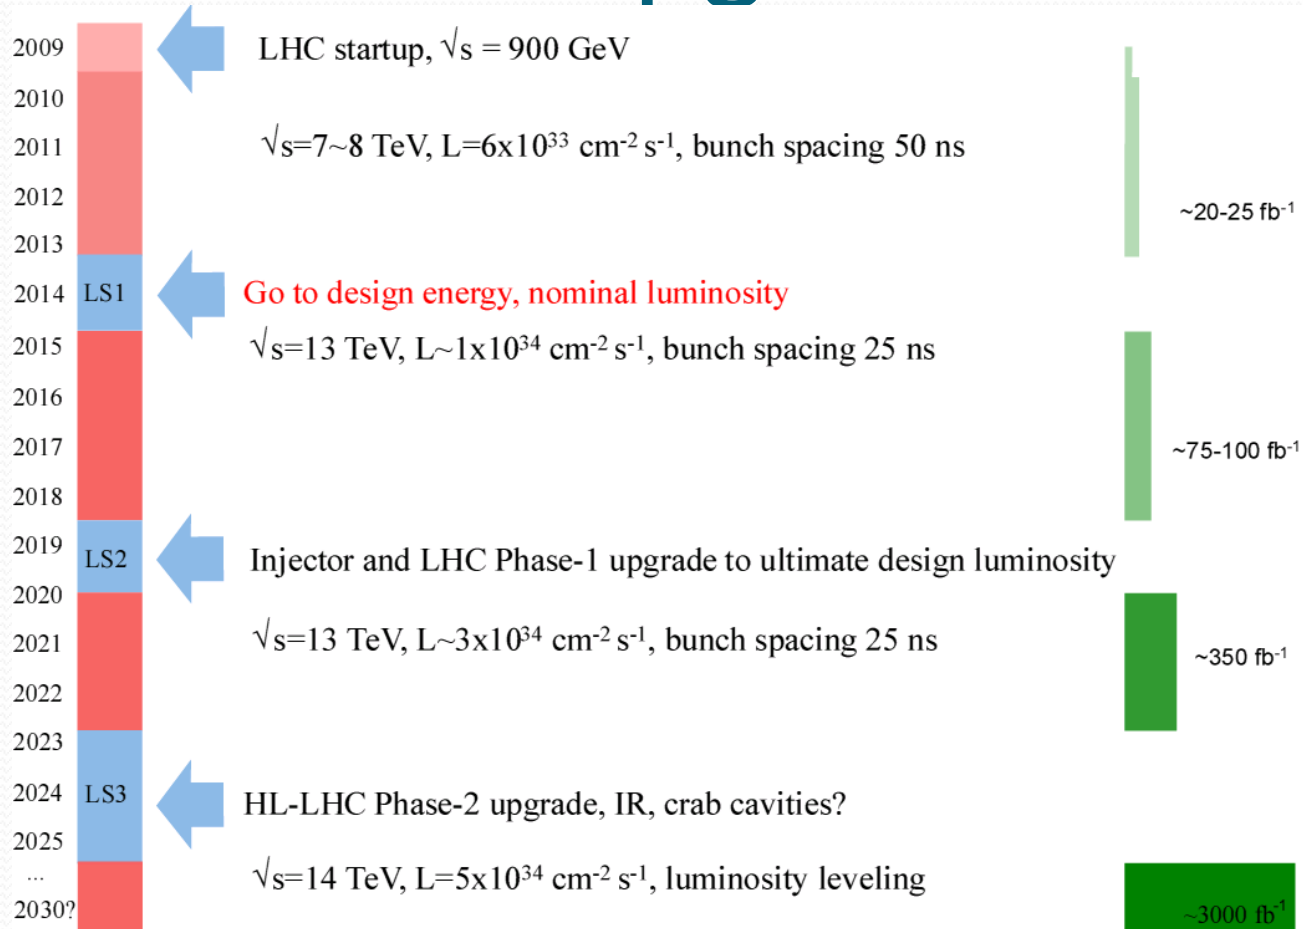 2009
LHC startup, √s = 900 GeV
2010
2011
√s=7~8 TeV, L=6x10³³ cm⁻² s⁻¹, bunch spacing 50 ns
2012
~20-25 fb⁻¹
2013
2014 LS1 Go to design energy, nominal luminosity
2015
√s=13 TeV, L~1x10³⁴ cm⁻² s⁻¹, bunch spacing 25 ns
2016
2017
~75-100 fb⁻¹
2018
2019
LS2 Injector and LHC Phase-1 upgrade to ultimate design luminosity
2020
2021 √s=13 TeV, L~3x10³⁴ cm⁻² s⁻¹, bunch spacing 25 ns
~350 fb⁻¹
2022
2023
2024 LS3 HL-LHC Phase-2 upgrade, IR, crab cavities?
2025
...
√s=14 TeV, L=5x10³⁴ cm⁻² s⁻¹, luminosity leveling
2030?
~3000 fb⁻¹